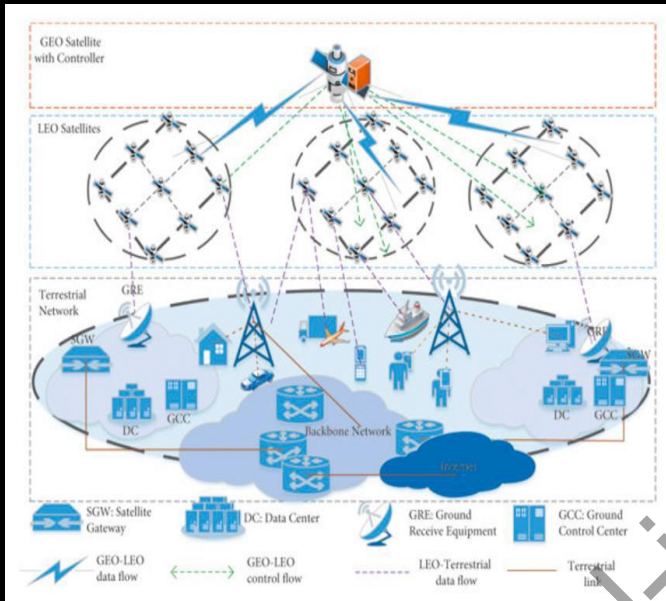 GEO Satellite
with Controller
LEO Satellites
Terrestrial
Network
GRE
SGW
DC
GCC
Backbone Network
Internet
GRE
SGW
DC
GCC
SGW: Satellite
Gateway
DC: Data Center
GRE: Ground
Receive Equipment
GCC: Ground
Control Center
GEO-LEO
data flow
GEO-LEO
control flow
LEO-Terrestrial
data flow
Terrestrial
link